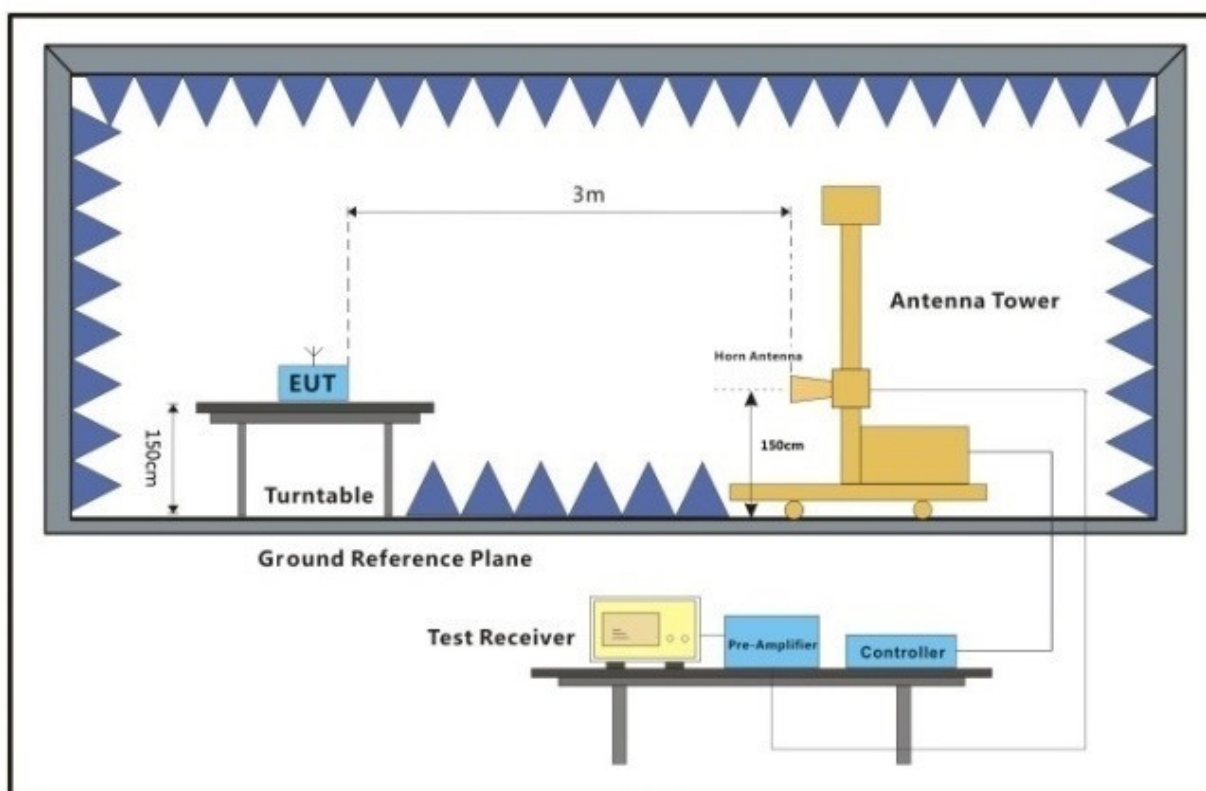 3m
Antenna Tower
Horn Antenna
EUT
150cm
150cm
Turntable
Ground Reference Plane
Test Receiver
Pre-Amplifier
Controller